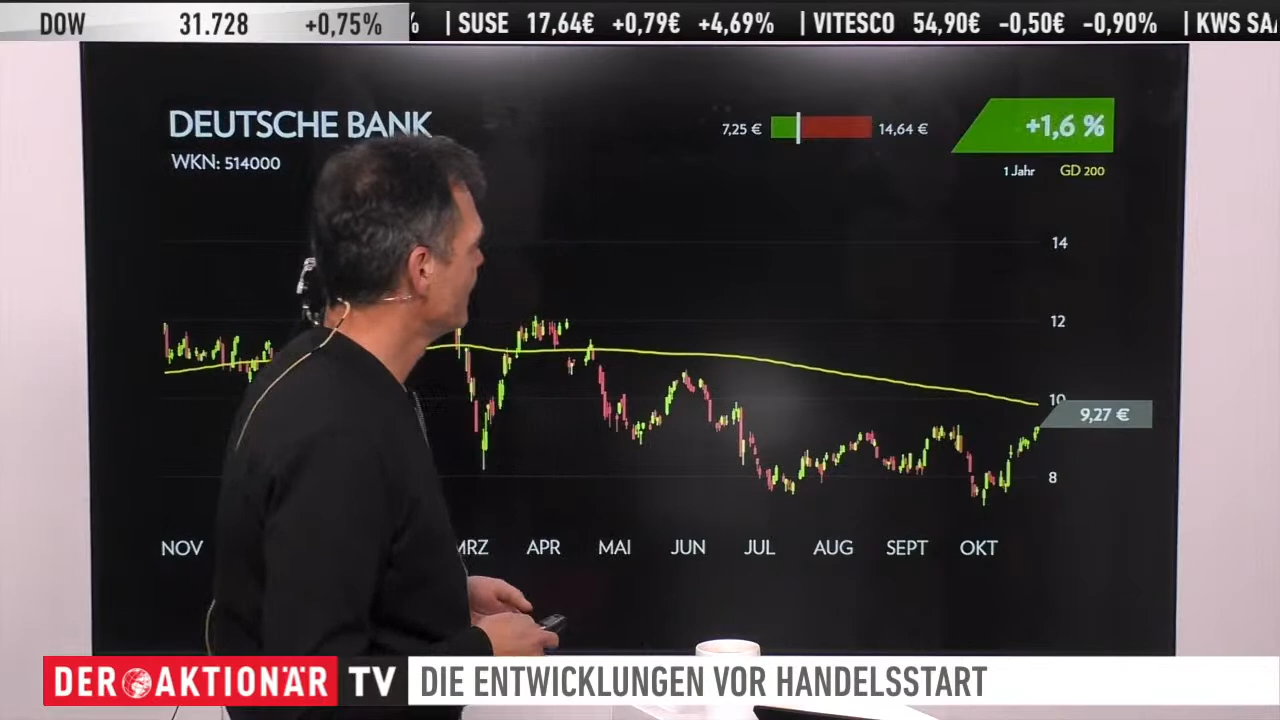 DOW 31.728 +0,75% % | SUSE 17,64€ +0,79€ +4,69% | VITESCO 54,90€ -0,50€ -0,90% | KWS SAA
DEUTSCHE BANK
WKN: 514000
7,25 € 14,64 €
+1,6 %
1 Jahr GD 200
14
12
10
9,27 €
8
NOV MRZ APR MAI JUN JUL AUG SEPT OKT
DER AKTIONÄR TV DIE ENTWICKLUNGEN VOR HANDELSSTART